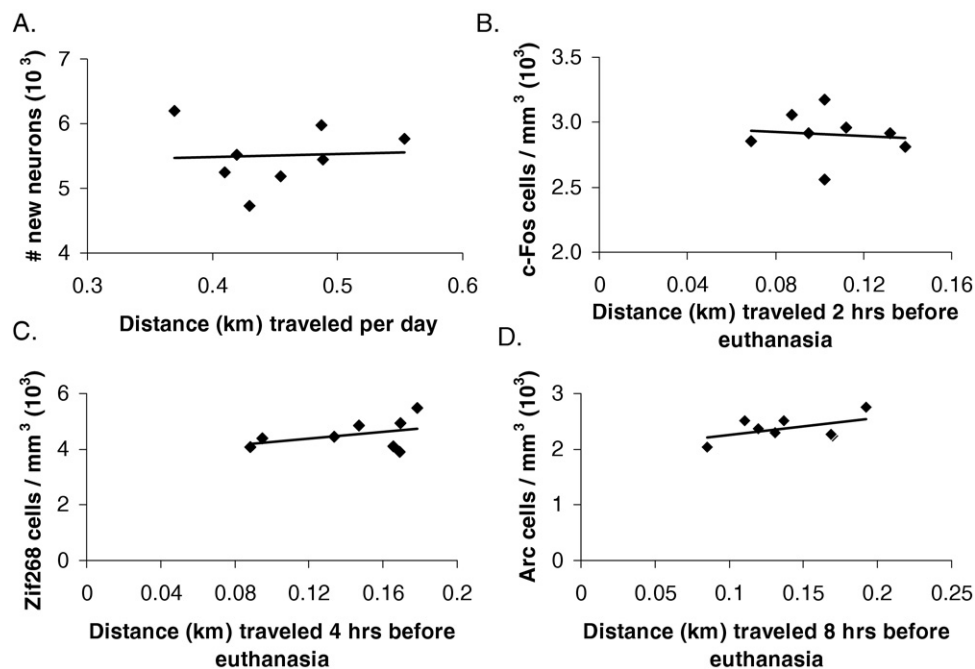 A.
# new neurons (10³)
7
6
5
4
0.3 0.4 0.5 0.6
Distance (km) traveled per day
B.
c-Fos cells / mm³ (10³)
3.5
3.0
2.5
2.0
0 0.04 0.08 0.12 0.16
Distance (km) traveled 2 hrs before
euthanasia
C.
Zif268 cells / mm³ (10³)
6
4
2
0
0 0.04 0.08 0.12 0.16 0.2
Distance (km) traveled 4 hrs before
euthanasia
D.
Arc cells / mm³ (10³)
3
2
1
0
0 0.05 0.1 0.15 0.2 0.25
Distance (km) traveled 8 hrs before
euthanasia